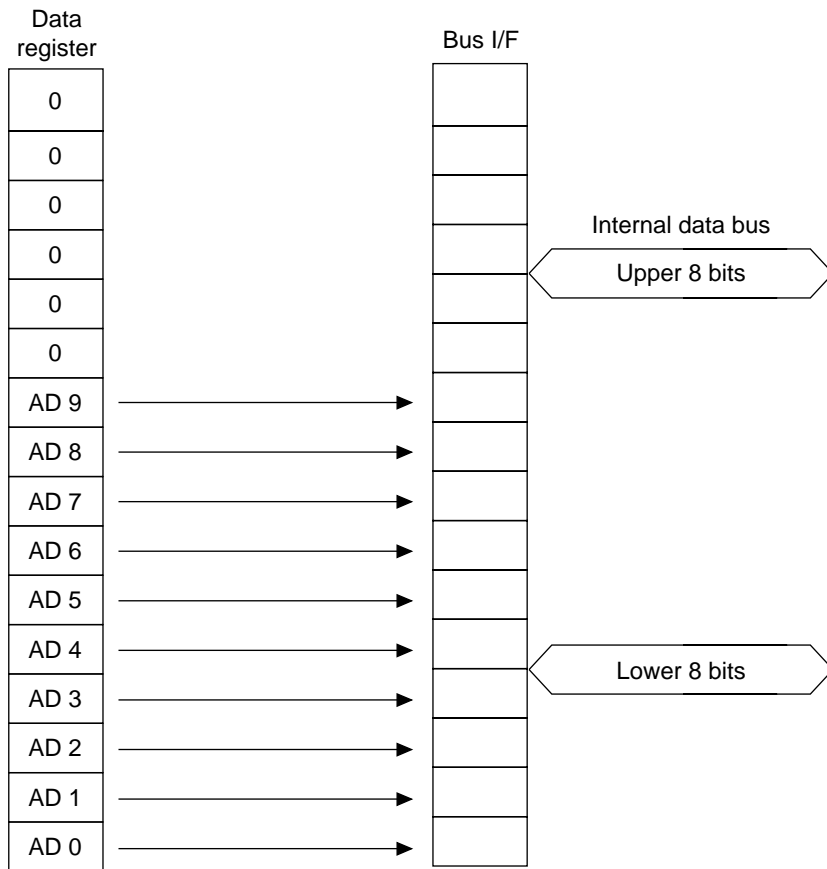 Data
register
Bus I/F
0
0
0
0
0
0
AD 9
AD 8
AD 7
AD 6
AD 5
AD 4
AD 3
AD 2
AD 1
AD 0
Internal data bus
Upper 8 bits
Lower 8 bits